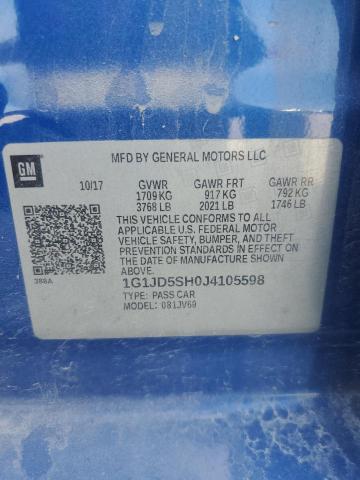 GM
MFD BY GENERAL MOTORS LLC
10/17 GVWR GAWR FRT GAWR RR
1709 KG 917 KG 792 KG
3768 LB 2021 LB 1746 LB
THIS VEHICLE CONFORMS TO ALL
APPLICABLE U.S. FEDERAL MOTOR
VEHICLE SAFETY, BUMPER, AND THEFT
PREVENTION STANDARDS IN EFFECT ON
THE DATE OF MANUFACTURE SHOWN ABOVE.
388A
1G1JD5SH0J4105598
TYPE: PASS CAR
MODEL: 081JV69